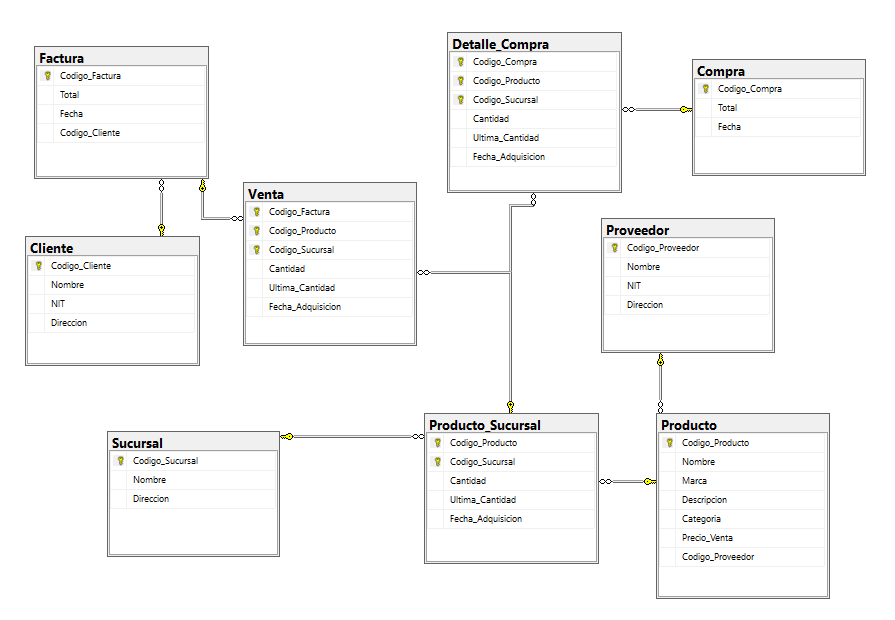 Factura
Codigo_Factura
Total
Fecha
Codigo_Cliente
Detalle_Compra
Codigo_Compra
Codigo_Producto
Codigo_Sucursal
Cantidad
Ultima_Cantidad
Fecha_Adquisicion
Compra
Codigo_Compra
Total
Fecha
Venta
Codigo_Factura
Codigo_Producto
Codigo_Sucursal
Cantidad
Ultima_Cantidad
Fecha_Adquisicion
Cliente
Codigo_Cliente
Nombre
NIT
Direccion
Proveedor
Codigo_Proveedor
Nombre
NIT
Direccion
Sucursal
Codigo_Sucursal
Nombre
Direccion
Producto_Sucursal
Codigo_Producto
Codigo_Sucursal
Cantidad
Ultima_Cantidad
Fecha_Adquisicion
Producto
Codigo_Producto
Nombre
Marca
Descripcion
Categoria
Precio_Venta
Codigo_Proveedor